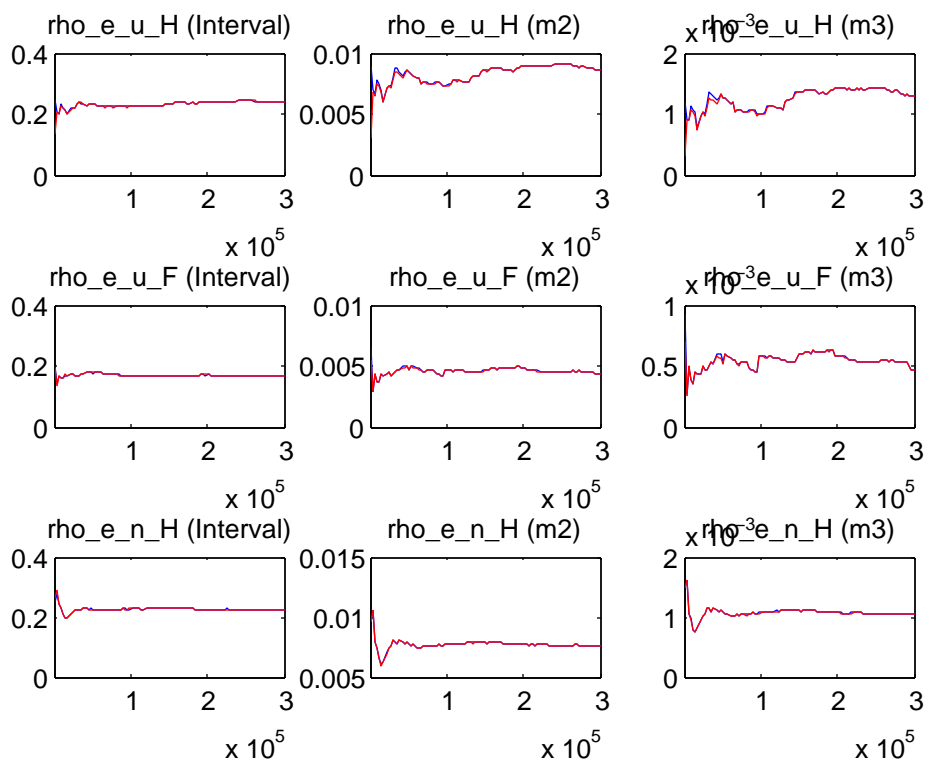 rho_e_u_H (Interval)
0.4
0.2
0
1
2
3
x 10^5
rho_e_u_H (m2)
0.01
0.005
0
1
2
3
x 10^5
x 10^-3
rho_e_u_H (m3)
2
1
0
1
2
3
x 10^5
rho_e_u_F (Interval)
0.4
0.2
0
1
2
3
x 10^5
rho_e_u_F (m2)
0.01
0.005
0
1
2
3
x 10^5
x 10^-3
rho_e_u_F (m3)
1
0.5
0
1
2
3
x 10^5
rho_e_n_H (Interval)
0.4
0.2
0
1
2
3
x 10^5
rho_e_n_H (m2)
0.015
0.01
0.005
1
2
3
x 10^5
x 10^-3
rho_e_n_H (m3)
2
1
0
1
2
3
x 10^5